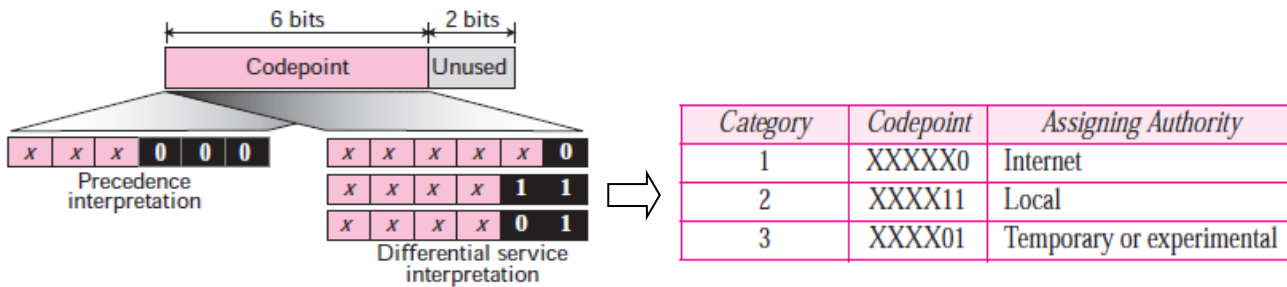 6 bits 2 bits
Codepoint Unused
x x x 0 0 0
Precedence
interpretation
x x x x x 0
x x x x 1 1
x x x x 0 1
Differential service
interpretation
Category Codepoint Assigning Authority
1 XXXXX0 Internet
2 XXXX11 Local
3 XXXX01 Temporary or experimental